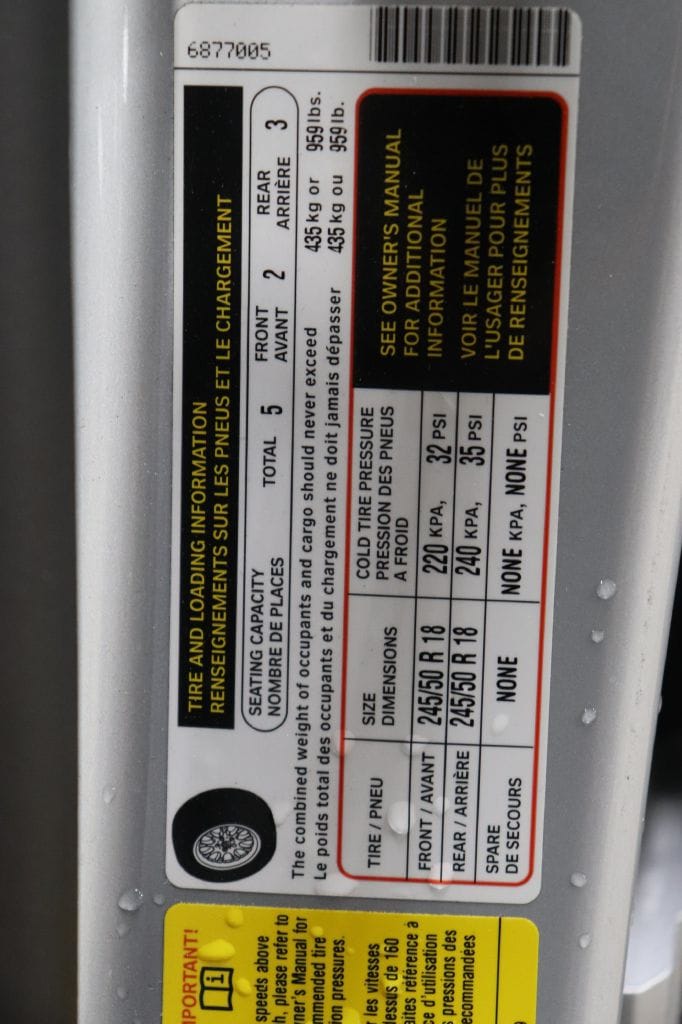 6877005
TIRE AND LOADING INFORMATION
RENSEIGNEMENTS SUR LES PNEUS ET LE CHARGEMENT
SEATING CAPACITY TOTAL 5 FRONT 2 REAR 3
NOMBRE DE PLACES AVANT ARRIÈRE
The combined weight of occupants and cargo should never exceed 435 kg or 959 lbs.
Le poids total des occupants et du chargement ne doit jamais dépasser 435 kg ou 959 lb.
TIRE / PNEU
SIZE
DIMENSIONS
COLD TIRE PRESSURE
PRESSION DES PNEUS
A FROID
FRONT / AVANT 245/50 R 18 220 KPA, 32 PSI
REAR / ARRIÈRE 245/50 R 18 240 KPA, 35 PSI
SPARE
DE SECOURS
NONE NONE KPA, NONE PSI
SEE OWNER'S MANUAL
FOR ADDITIONAL
INFORMATION
VOIR LE MANUEL DE
L'USAGER POUR PLUS
DE RENSEIGNEMENTS
MPORTANT!
i
speeds above
h, please refer to
wner's Manual for
mmended tire
ion pressures.
r les vitesses
dessus de 160
aites référence à
ce d'utilisation
s pressions des
ecommandées